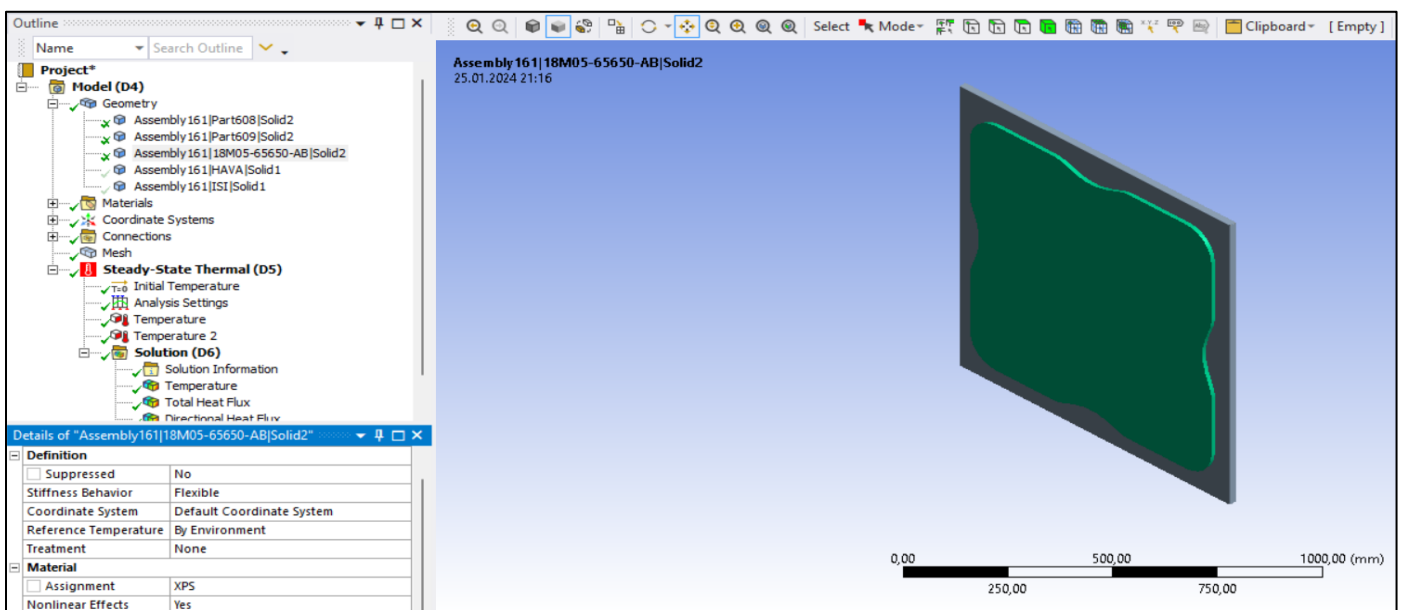 Outline
Name Search Outline
Project*
Model (D4)
Geometry
Assembly161|Part608|Solid2
Assembly161|Part609|Solid2
Assembly161|18M05-65650-AB|Solid2
Assembly161|HAVA|Solid1
Assembly161|ISI|Solid1
Materials
Coordinate Systems
Connections
Mesh
Steady-State Thermal (D5)
T=0 Initial Temperature
Analysis Settings
Temperature
Temperature 2
Solution (D6)
Solution Information
Temperature
Total Heat Flux
Directional Heat Flux
Details of "Assembly161|18M05-65650-AB|Solid2"
Definition
Suppressed No
Stiffness Behavior Flexible
Coordinate System Default Coordinate System
Reference Temperature By Environment
Treatment None
Material
Assignment XPS
Nonlinear Effects Yes
Select Mode Clipboard [ Empty ]
Assembly161|18M05-65650-AB|Solid2
25.01.2024 21:16
0,00 500,00 1000,00 (mm)
250,00 750,00